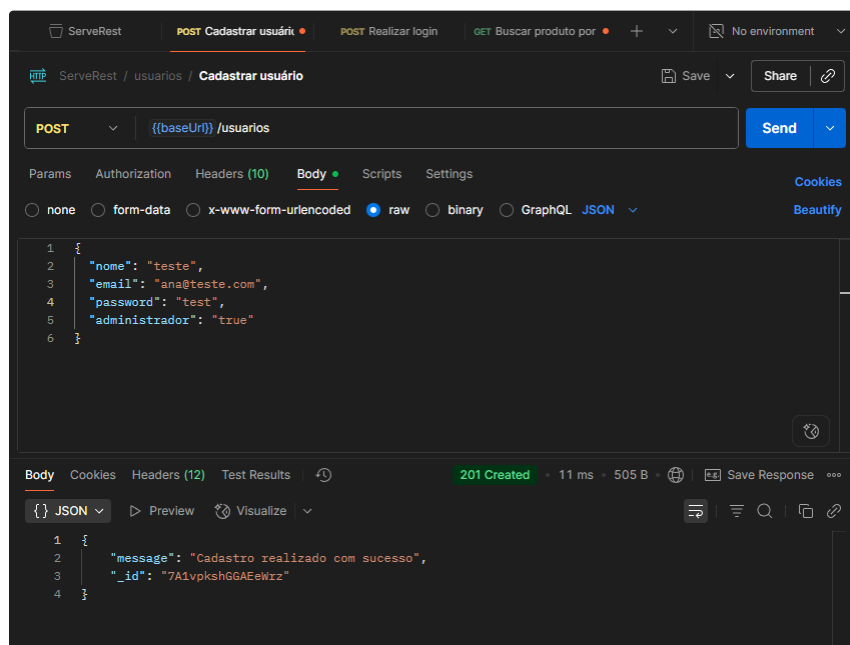 ServeRest POST Cadastrar usuári POST Realizar login GET Buscar produto por No environment
HTTP ServeRest / usuarios / Cadastrar usuário Save Share
POST {{baseUrl}} /usuarios Send
Params Authorization Headers (10) Body Scripts Settings Cookies
none form-data x-www-form-urlencoded raw binary GraphQL JSON Beautify
1 {
2 "nome": "teste",
3 "email": "ana@teste.com",
4 "password": "test",
5 "administrador": "true"
6 }
Body Cookies Headers (12) Test Results 201 Created 11 ms 505 B e.g. Save Response
{ } JSON Preview Visualize
1 {
2 "message": "Cadastro realizado com sucesso",
3 "_id": "7A1vpkshGGAEeWrz"
4 }